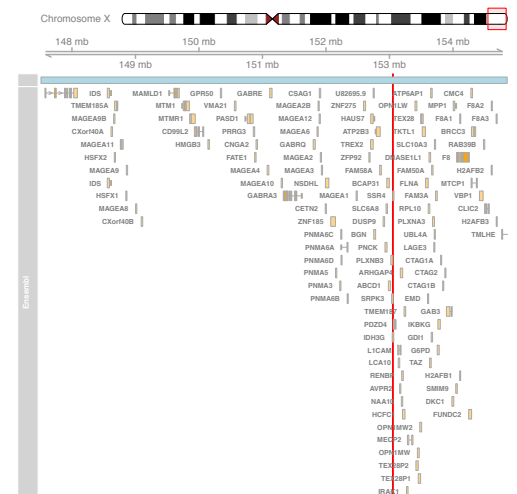 Chromosome X
148 mb 150 mb 152 mb 154 mb
149 mb 151 mb 153 mb
Ensembl
IDS MAMLD1 GPR50 GABRE CSAG1 U82695.9 ATP6AP1 CMC4
TMEM185A MTM1 VMA21 MAGEA2B ZNF275 OPN1LW MPP1 F8A2
MAGEA9B MTMR1 PASD1 MAGEA12 HAUS7 TEX28 F8A1 F8A3
CXorf40A CD99L2 PRRG3 MAGEA6 ATP2B3 TKTL1 BRCC3
MAGEA11 HMGB3 CNGA2 GABRQ TREX2 SLC10A3 RAB39B
HSFX2 FATE1 MAGEA2 ZFP92 DNASE1L1 F8
MAGEA9 MAGEA4 MAGEA3 FAM58A FAM50A H2AFB2
IDS MAGEA10 NSDHL BCAP31 FLNA MTCP1
HSFX1 GABRA3 MAGEA1 SSR4 FAM3A VBP1
MAGEA8 CETN2 SLC6A8 RPL10 CLIC2
CXorf40B ZNF185 DUSP9 PLXNA3 H2AFB3
PNMA6C BGN UBL4A TMLHE
PNMA6A PNCK LAGE3
PNMA6D PLXNB3 CTAG1A
PNMA5 ARHGAP4 CTAG2
PNMA3 ABCD1 CTAG1B
PNMA6B SRPK3 EMD
TMEM187 GAB3
PDZD4 IKBKG
IDH3G GDI1
L1CAM G6PD
LCA10 TAZ
RENBP H2AFB1
AVPR2 SMIM9
NAA10 DKC1
HCFC1 FUNDC2
OPN1MW2
MECP2
OPN1MW
TEX28P2
TEX28P1
IRAK1